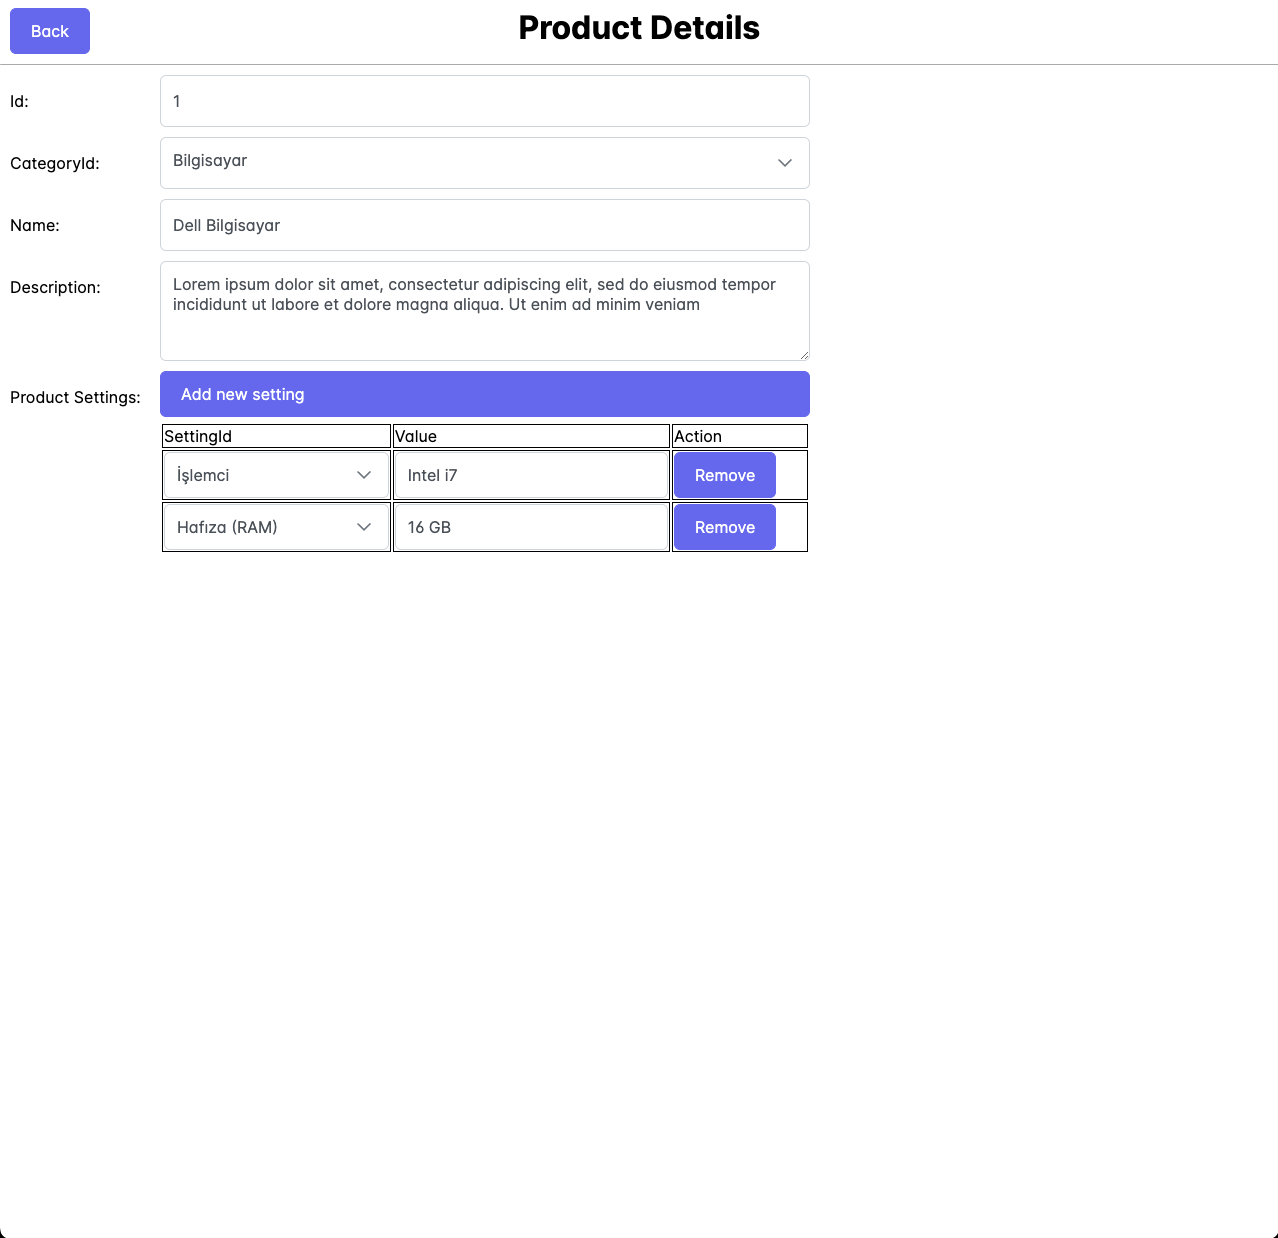 Back
Product Details
Id:
1
CategoryId:
Bilgisayar
Name:
Dell Bilgisayar
Description:
Lorem ipsum dolor sit amet, consectetur adipiscing elit, sed do eiusmod tempor
incididunt ut labore et dolore magna aliqua. Ut enim ad minim veniam
Product Settings:
Add new setting
SettingId Value Action
İşlemci Intel i7 Remove
Hafıza (RAM) 16 GB Remove